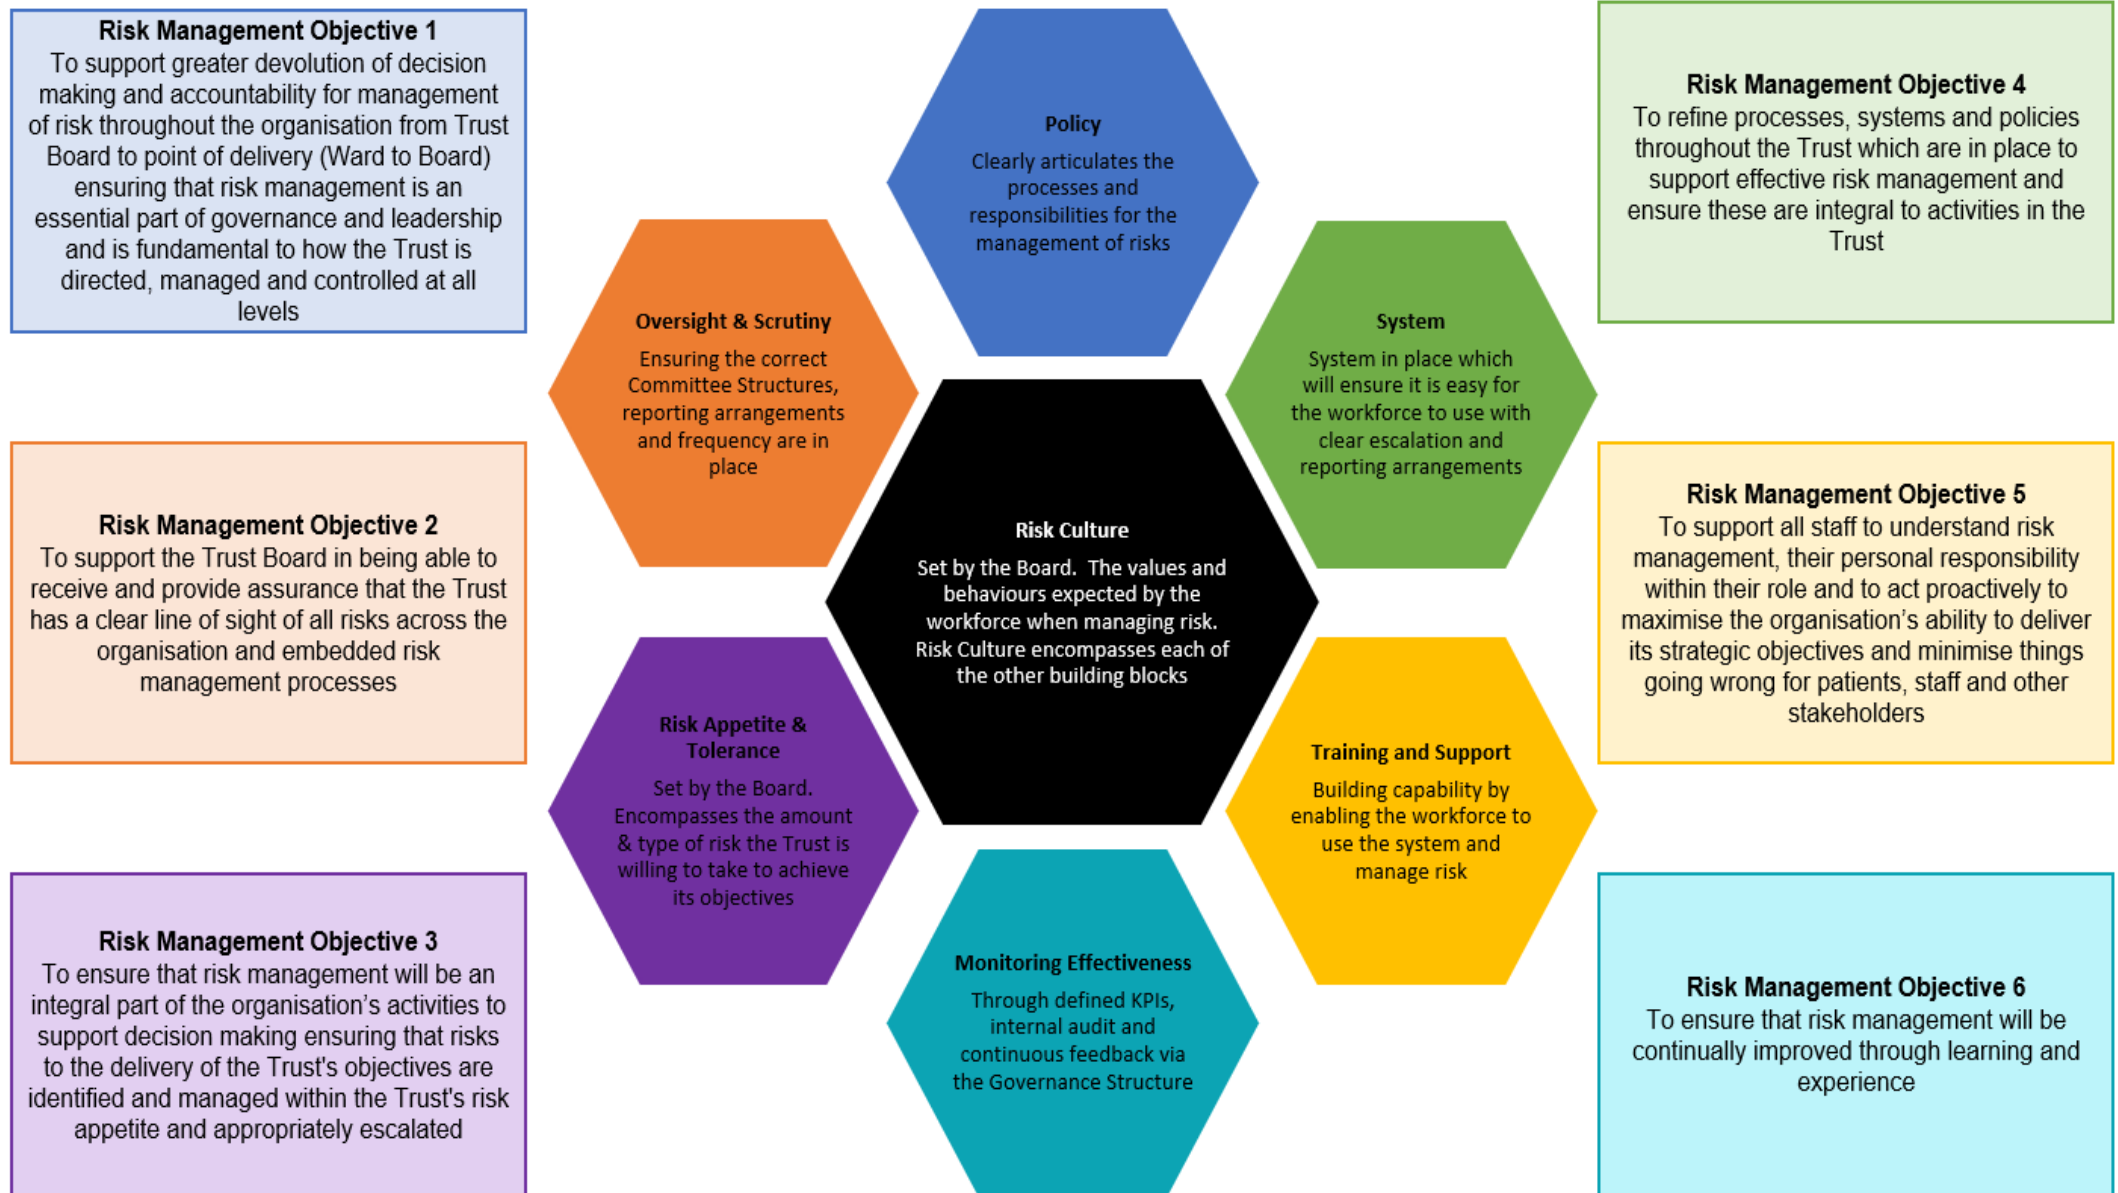 Risk Management Objective 1
To support greater devolution of decision
making and accountability for management
of risk throughout the organisation from Trust
Board to point of delivery (Ward to Board)
ensuring that risk management is an
essential part of governance and leadership
and is fundamental to how the Trust is
directed, managed and controlled at all
levels
Risk Management Objective 2
To support the Trust Board in being able to
receive and provide assurance that the Trust
has a clear line of sight of all risks across the
organisation and embedded risk
management processes
Risk Management Objective 3
To ensure that risk management will be an
integral part of the organisation's activities to
support decision making ensuring that risks
to the delivery of the Trust's objectives are
identified and managed within the Trust's risk
appetite and appropriately escalated
Policy
Clearly articulates the
processes and
responsibilities for the
management of risks
Oversight & Scrutiny
Ensuring the correct
Committee Structures,
reporting arrangements
and frequency are in
place
System
System in place which
will ensure it is easy for
the workforce to use with
clear escalation and
reporting arrangements
Risk Culture
Set by the Board.  The values and
behaviours expected by the
workforce when managing risk.
Risk Culture encompasses each of
the other building blocks
Risk Appetite &
Tolerance
Set by the Board.
Encompasses the amount
& type of risk the Trust is
willing to take to achieve
its objectives
Training and Support
Building capability by
enabling the workforce to
use the system and
manage risk
Monitoring Effectiveness
Through defined KPIs,
internal audit and
continuous feedback via
the Governance Structure
Risk Management Objective 4
To refine processes, systems and policies
throughout the Trust which are in place to
support effective risk management and
ensure these are integral to activities in the
Trust
Risk Management Objective 5
To support all staff to understand risk
management, their personal responsibility
within their role and to act proactively to
maximise the organisation's ability to deliver
its strategic objectives and minimise things
going wrong for patients, staff and other
stakeholders
Risk Management Objective 6
To ensure that risk management will be
continually improved through learning and
experience